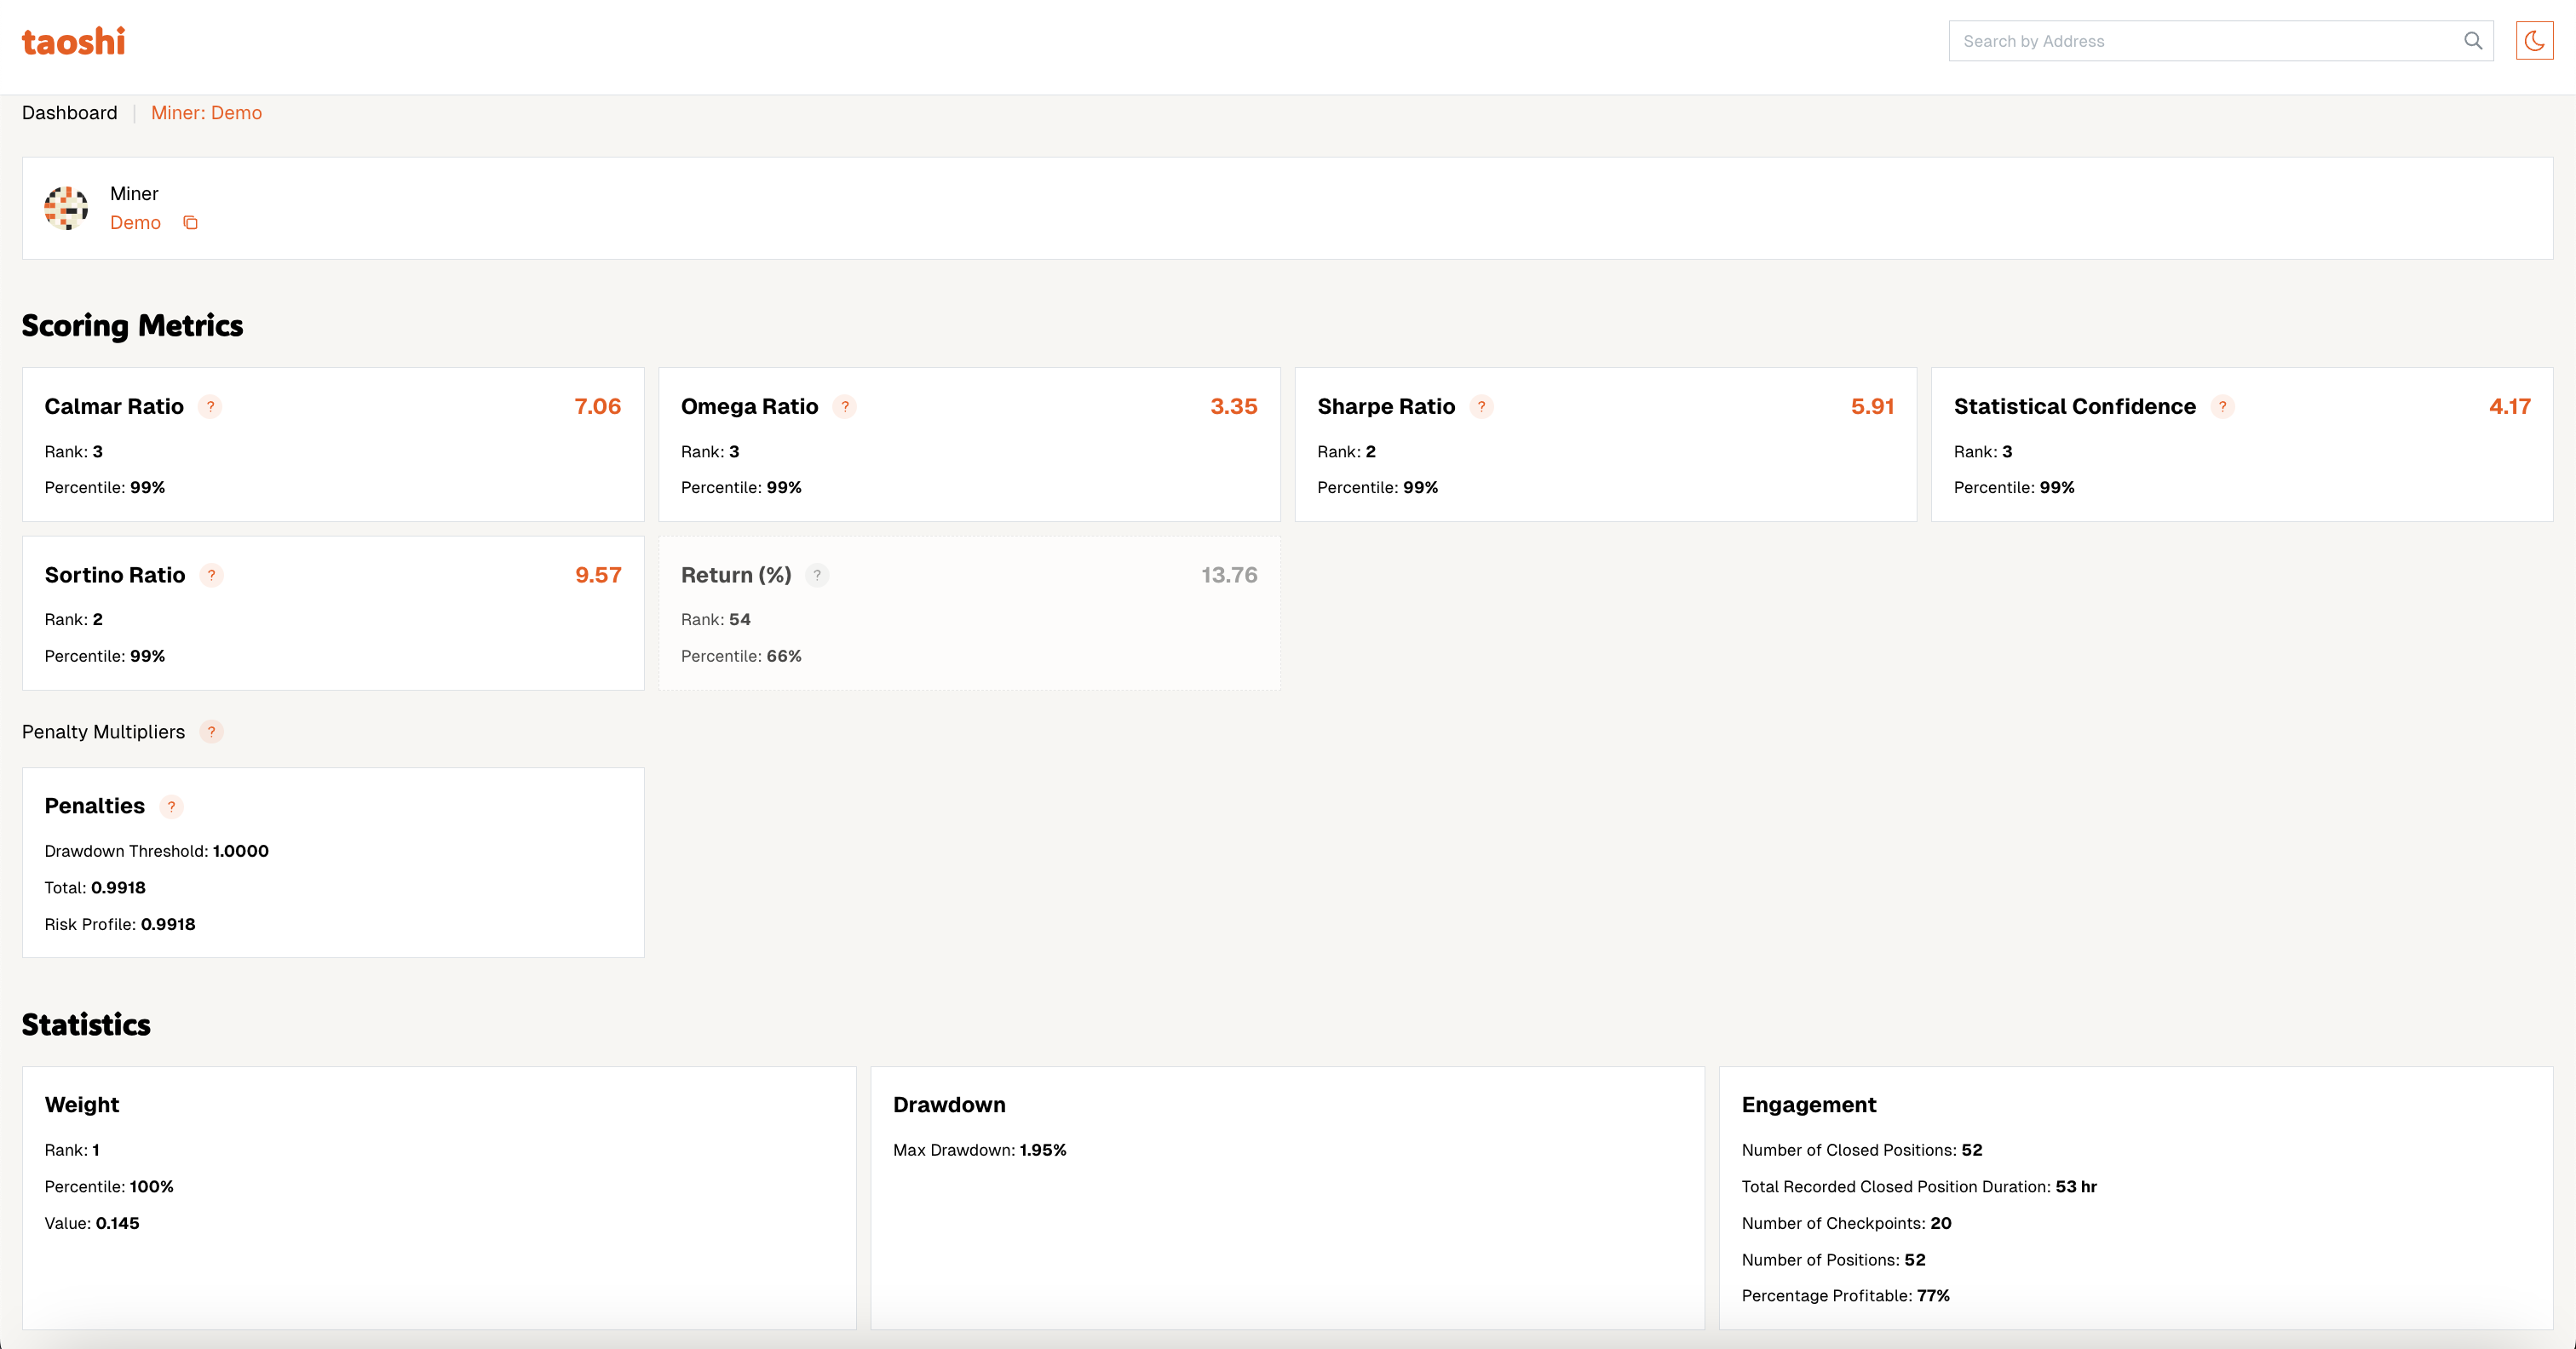 taoshi
Search by Address
Dashboard | Miner: Demo
Miner
Demo
Scoring Metrics
Calmar Ratio ? 7.06
Rank: 3
Percentile: 99%
Omega Ratio ? 3.35
Rank: 3
Percentile: 99%
Sharpe Ratio ? 5.91
Rank: 2
Percentile: 99%
Statistical Confidence ? 4.17
Rank: 3
Percentile: 99%
Sortino Ratio ? 9.57
Rank: 2
Percentile: 99%
Return (%) ? 13.76
Rank: 54
Percentile: 66%
Penalty Multipliers ?
Penalties ?
Drawdown Threshold: 1.0000
Total: 0.9918
Risk Profile: 0.9918
Statistics
Weight
Rank: 1
Percentile: 100%
Value: 0.145
Drawdown
Max Drawdown: 1.95%
Engagement
Number of Closed Positions: 52
Total Recorded Closed Position Duration: 53 hr
Number of Checkpoints: 20
Number of Positions: 52
Percentage Profitable: 77%